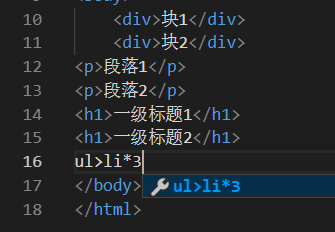 <body>
10 <div>块1</div>
11 <div>块2</div>
12 <p>段落1</p>
13 <p>段落2</p>
14 <h1>一级标题1</h1>
15 <h1>一级标题2</h1>
16 ul>li*3
17 </body> ul>li*3
18 </html>